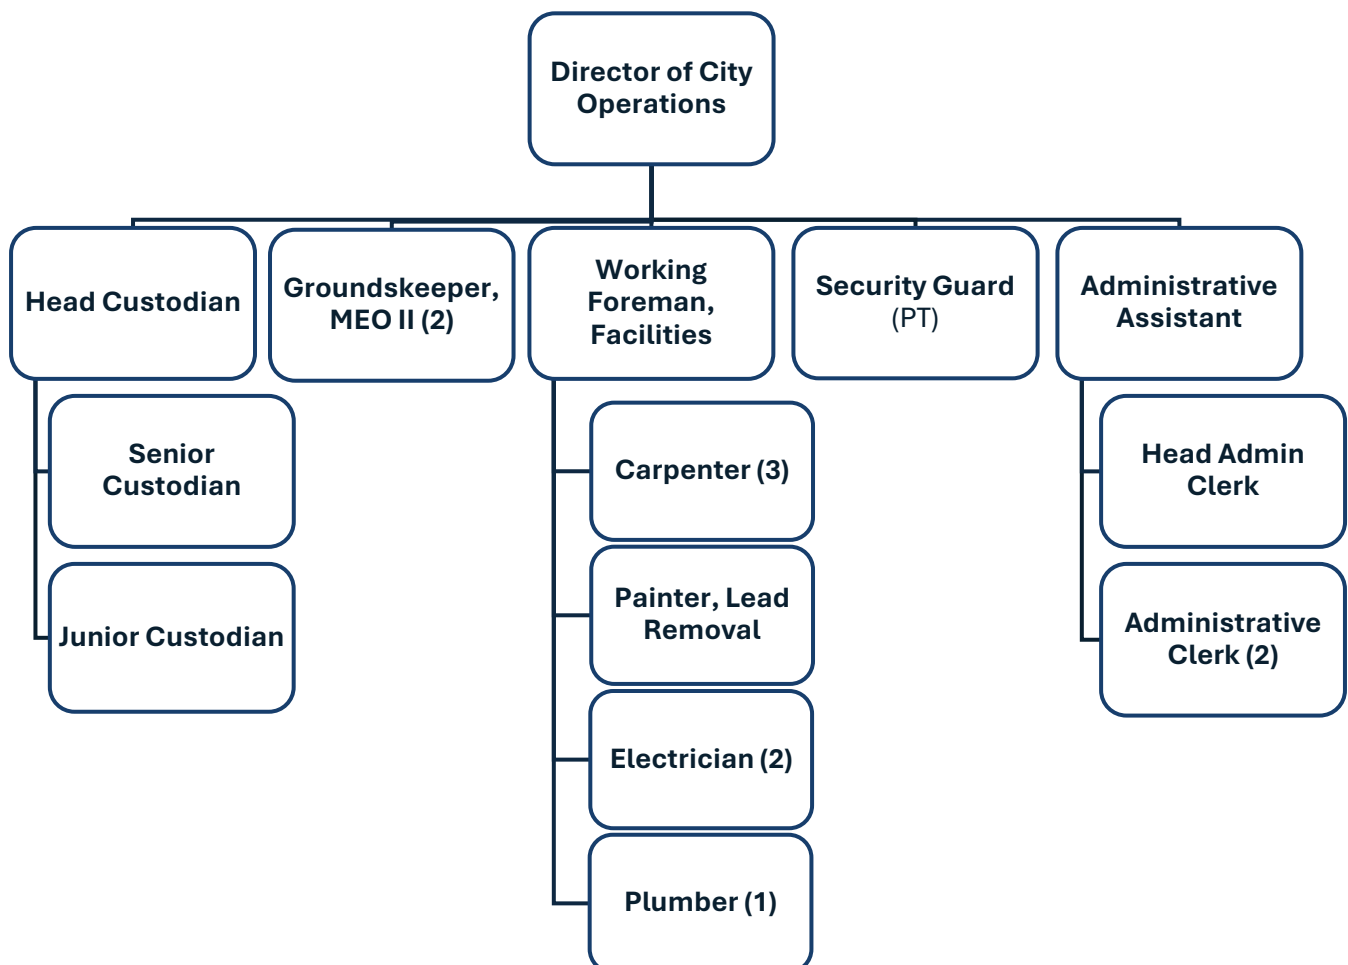 Director of City
Operations
Head Custodian
Groundskeeper,
MEO II (2)
Working
Foreman,
Facilities
Security Guard
(PT)
Administrative
Assistant
Senior
Custodian
Junior Custodian
Carpenter (3)
Painter, Lead
Removal
Electrician (2)
Plumber (1)
Head Admin
Clerk
Administrative
Clerk (2)